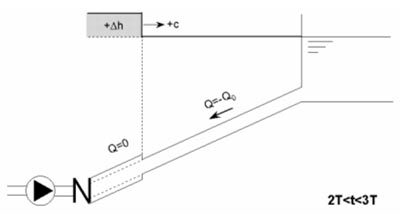 +Δh
+c
Q=-Q₀
Q=0
2T<t<3T